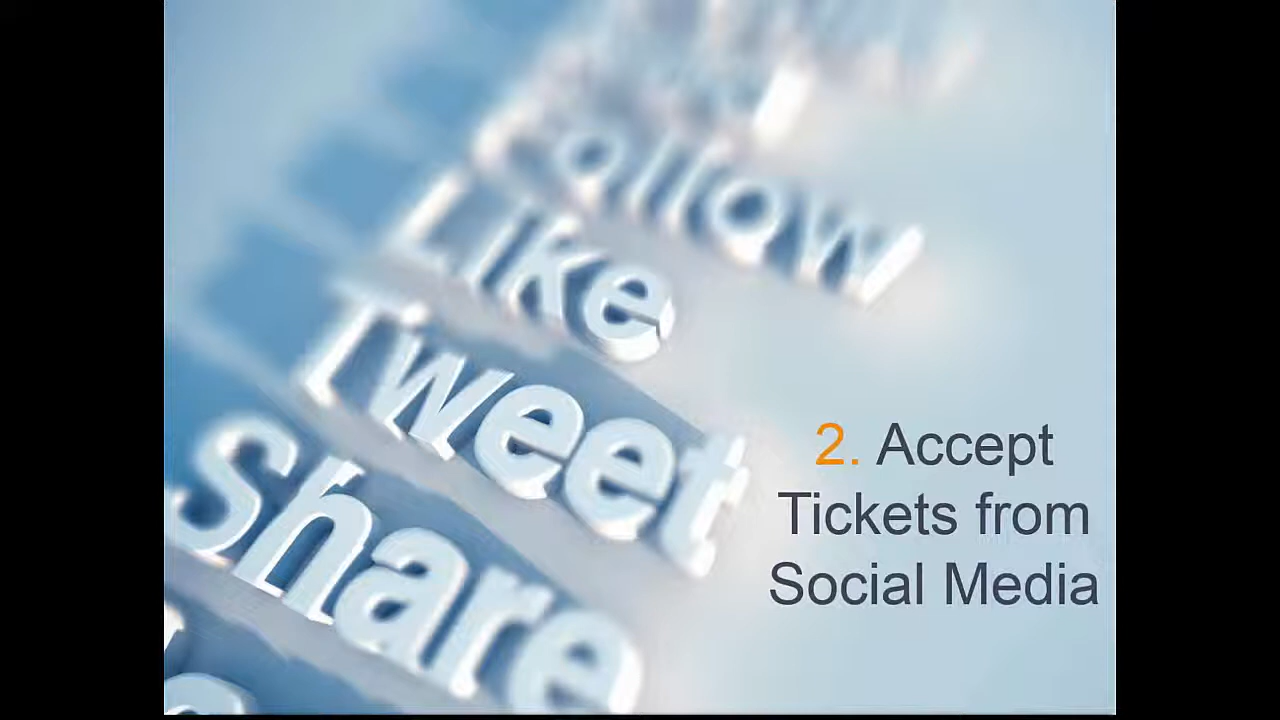 Follow
Like
Tweet
Share
2. Accept
Tickets from
Social Media